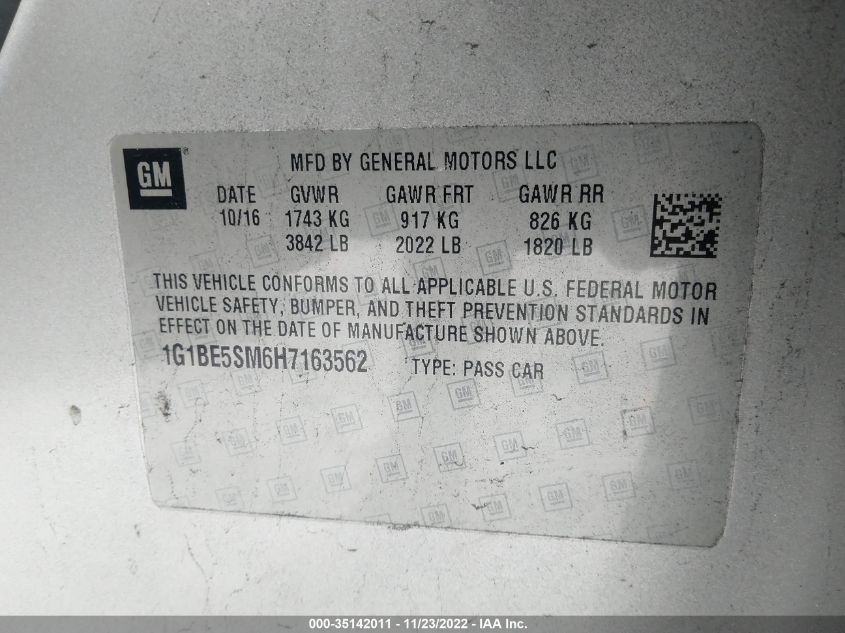 GM
MFD BY GENERAL MOTORS LLC
DATE GVWR GAWR FRT GAWR RR
10/16 1743 KG 917 KG 826 KG
3842 LB 2022 LB 1820 LB
THIS VEHICLE CONFORMS TO ALL APPLICABLE U.S. FEDERAL MOTOR
VEHICLE SAFETY, BUMPER, AND THEFT PREVENTION STANDARDS IN
EFFECT ON THE DATE OF MANUFACTURE SHOWN ABOVE.
1G1BE5SM6H7163562 TYPE: PASS CAR
000-35142011 - 11/23/2022 - IAA Inc.